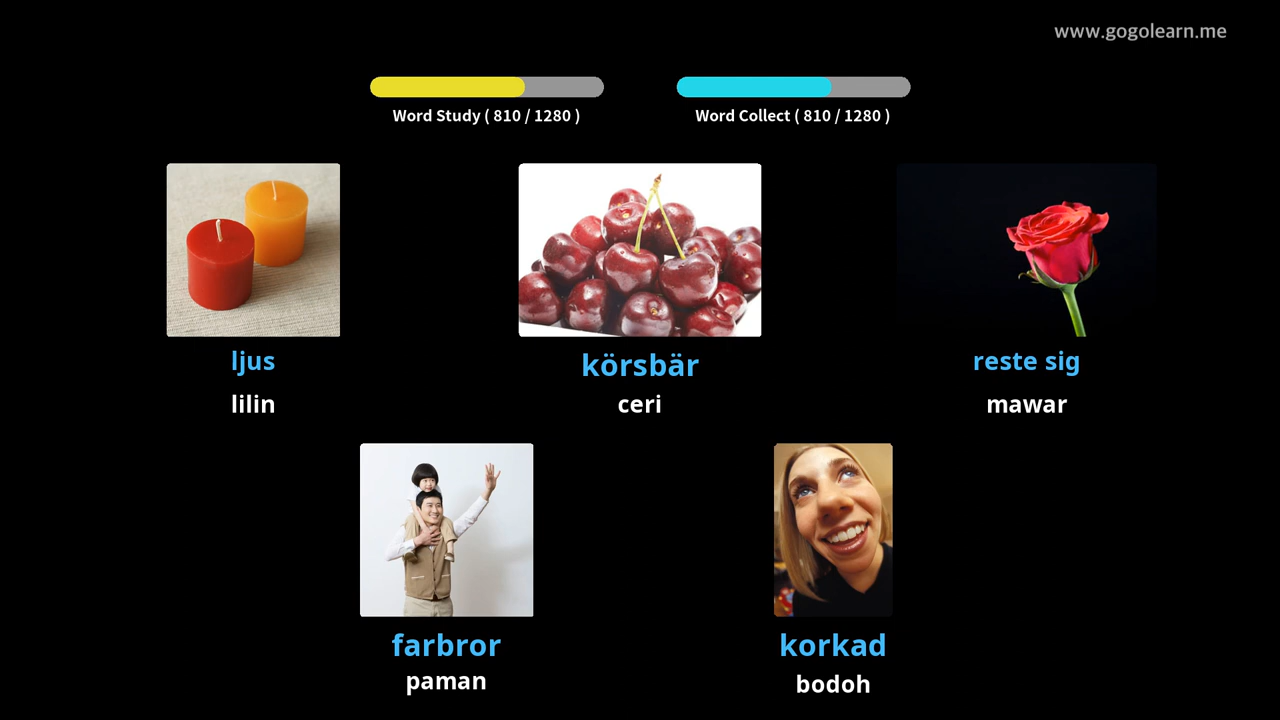 www.gogolearn.me
Word Study ( 810 / 1280 )
Word Collect ( 810 / 1280 )
ljus
lilin
körsbär
ceri
reste sig
mawar
farbror
paman
korkad
bodoh